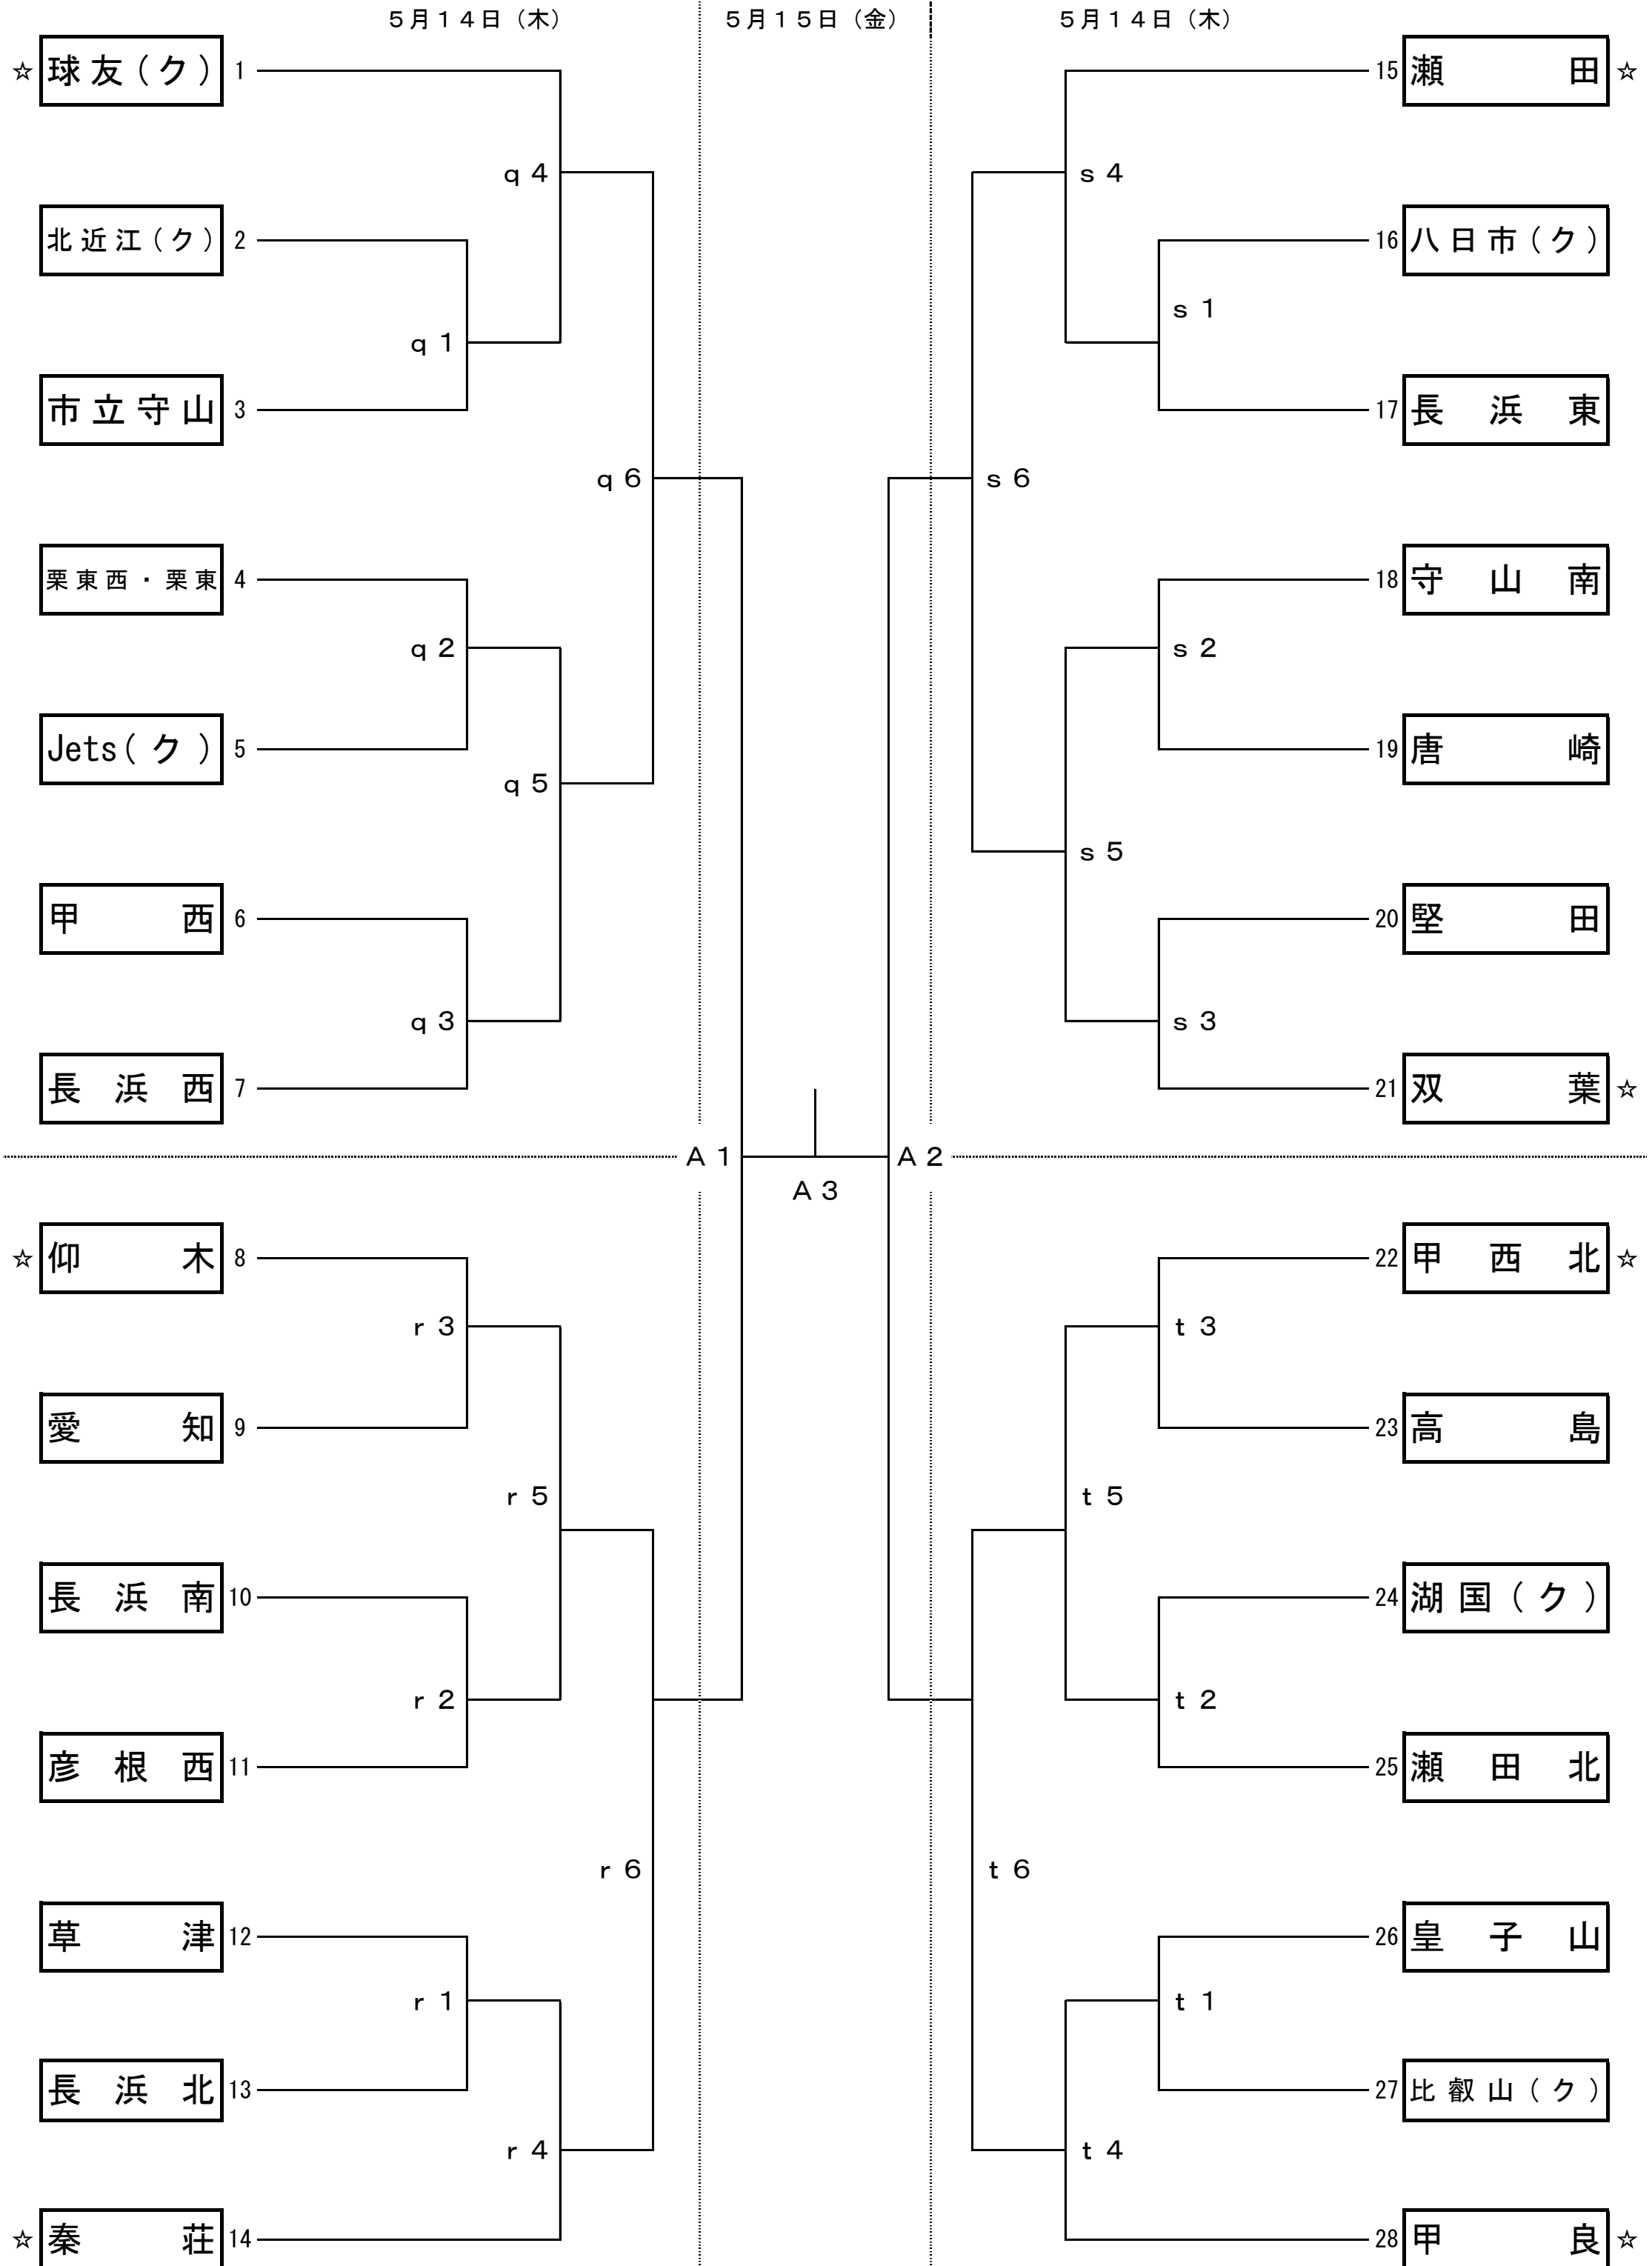 ５月１４日（木） ５月１５日（金） ５月１４日（木）
☆ 球友(ク) 1
15 瀬田 ☆
q４
s４
北近江(ク) 2
16 八日市(ク)
s１
q１
市立守山 3
17 長浜東
q６
s６
栗東西・栗東 4
18 守山南
q２
s２
Jets(ク) 5
19 唐崎
q５
s５
甲西 6
20 堅田
q３
s３
長浜西 7
21 双葉 ☆
Ａ１ Ａ２
Ａ３
☆ 仰木 8
22 甲西北 ☆
r３
t３
愛知 9
23 高島
r５
t５
長浜南 10
24 湖国(ク)
r２
t２
彦根西 11
25 瀬田北
r６
t６
草津 12
26 皇子山
r１
t１
長浜北 13
27 比叡山(ク)
r４
t４
☆ 秦荘 14
28 甲良 ☆